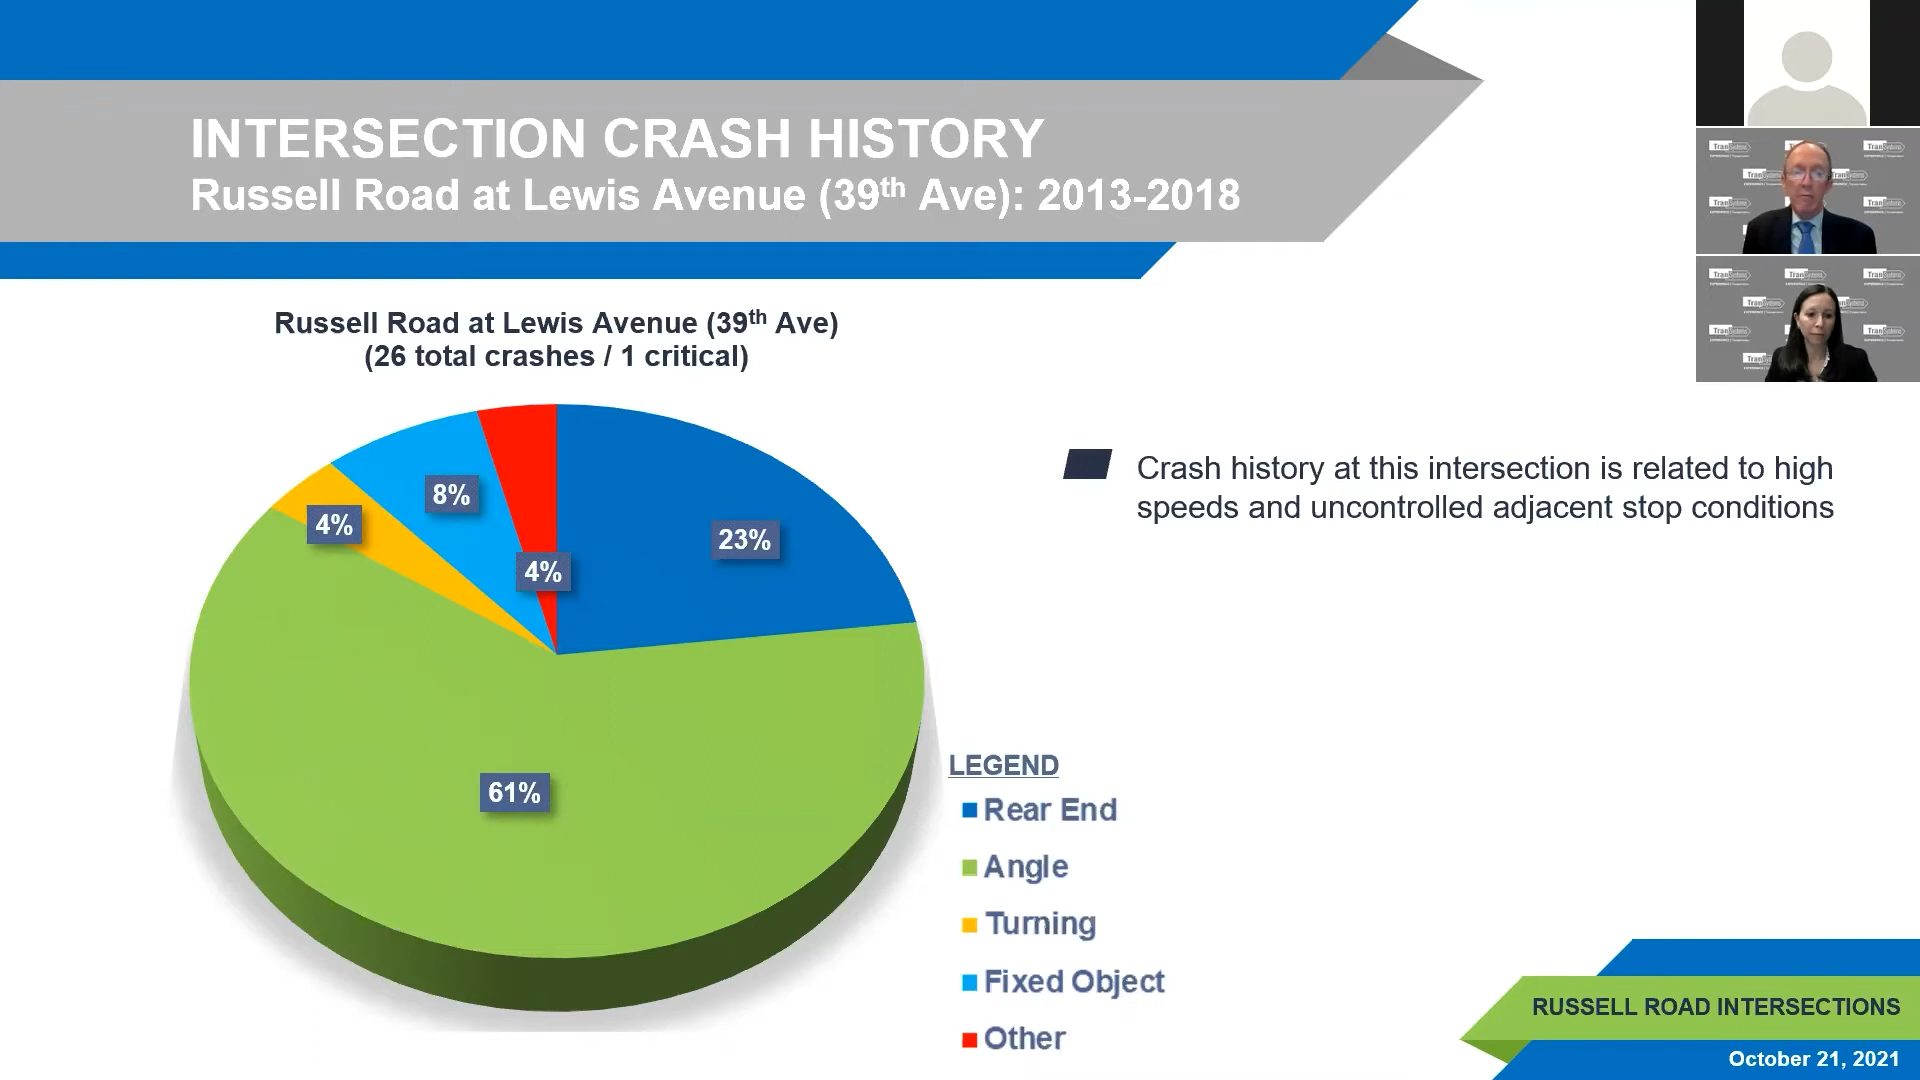 INTERSECTION CRASH HISTORY
Russell Road at Lewis Avenue (39th Ave): 2013-2018
Russell Road at Lewis Avenue (39th Ave)
(26 total crashes / 1 critical)
8%
4%
23%
4%
61%
Crash history at this intersection is related to high
speeds and uncontrolled adjacent stop conditions
LEGEND
Rear End
Angle
Turning
Fixed Object
Other
RUSSELL ROAD INTERSECTIONS
October 21, 2021